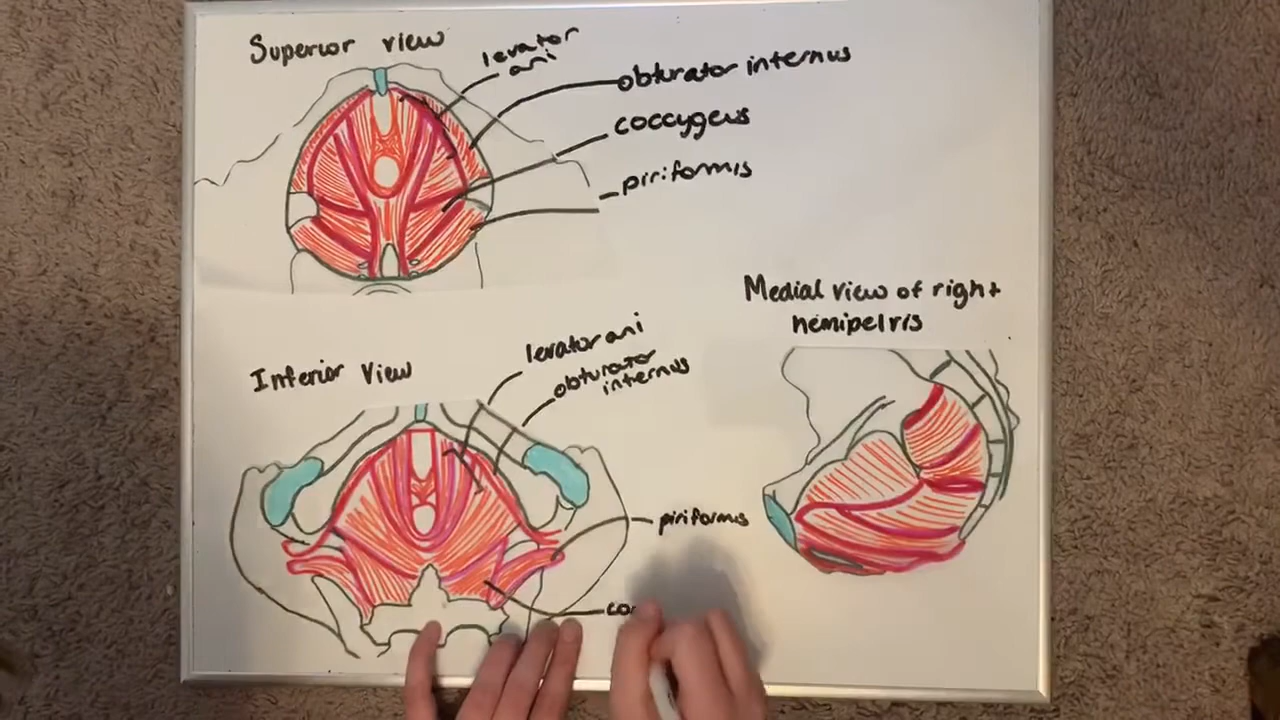 Superior view
levator
ani
obturator internus
coccygeus
piriformis
Medial view of right
hemipelvis
Inferior View
levator ani
obturator
internus
piriformis
co